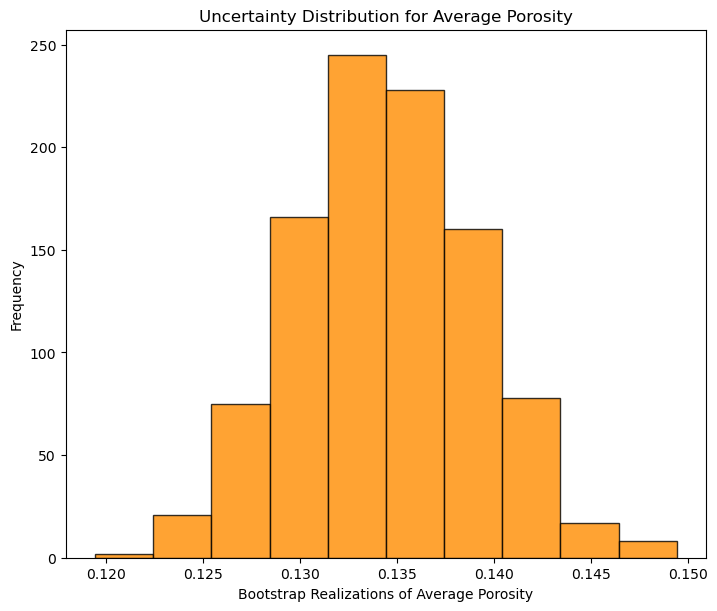 Uncertainty Distribution for Average Porosity
250
200
150
100
50
0
Frequency
0.120 0.125 0.130 0.135 0.140 0.145 0.150
Bootstrap Realizations of Average Porosity